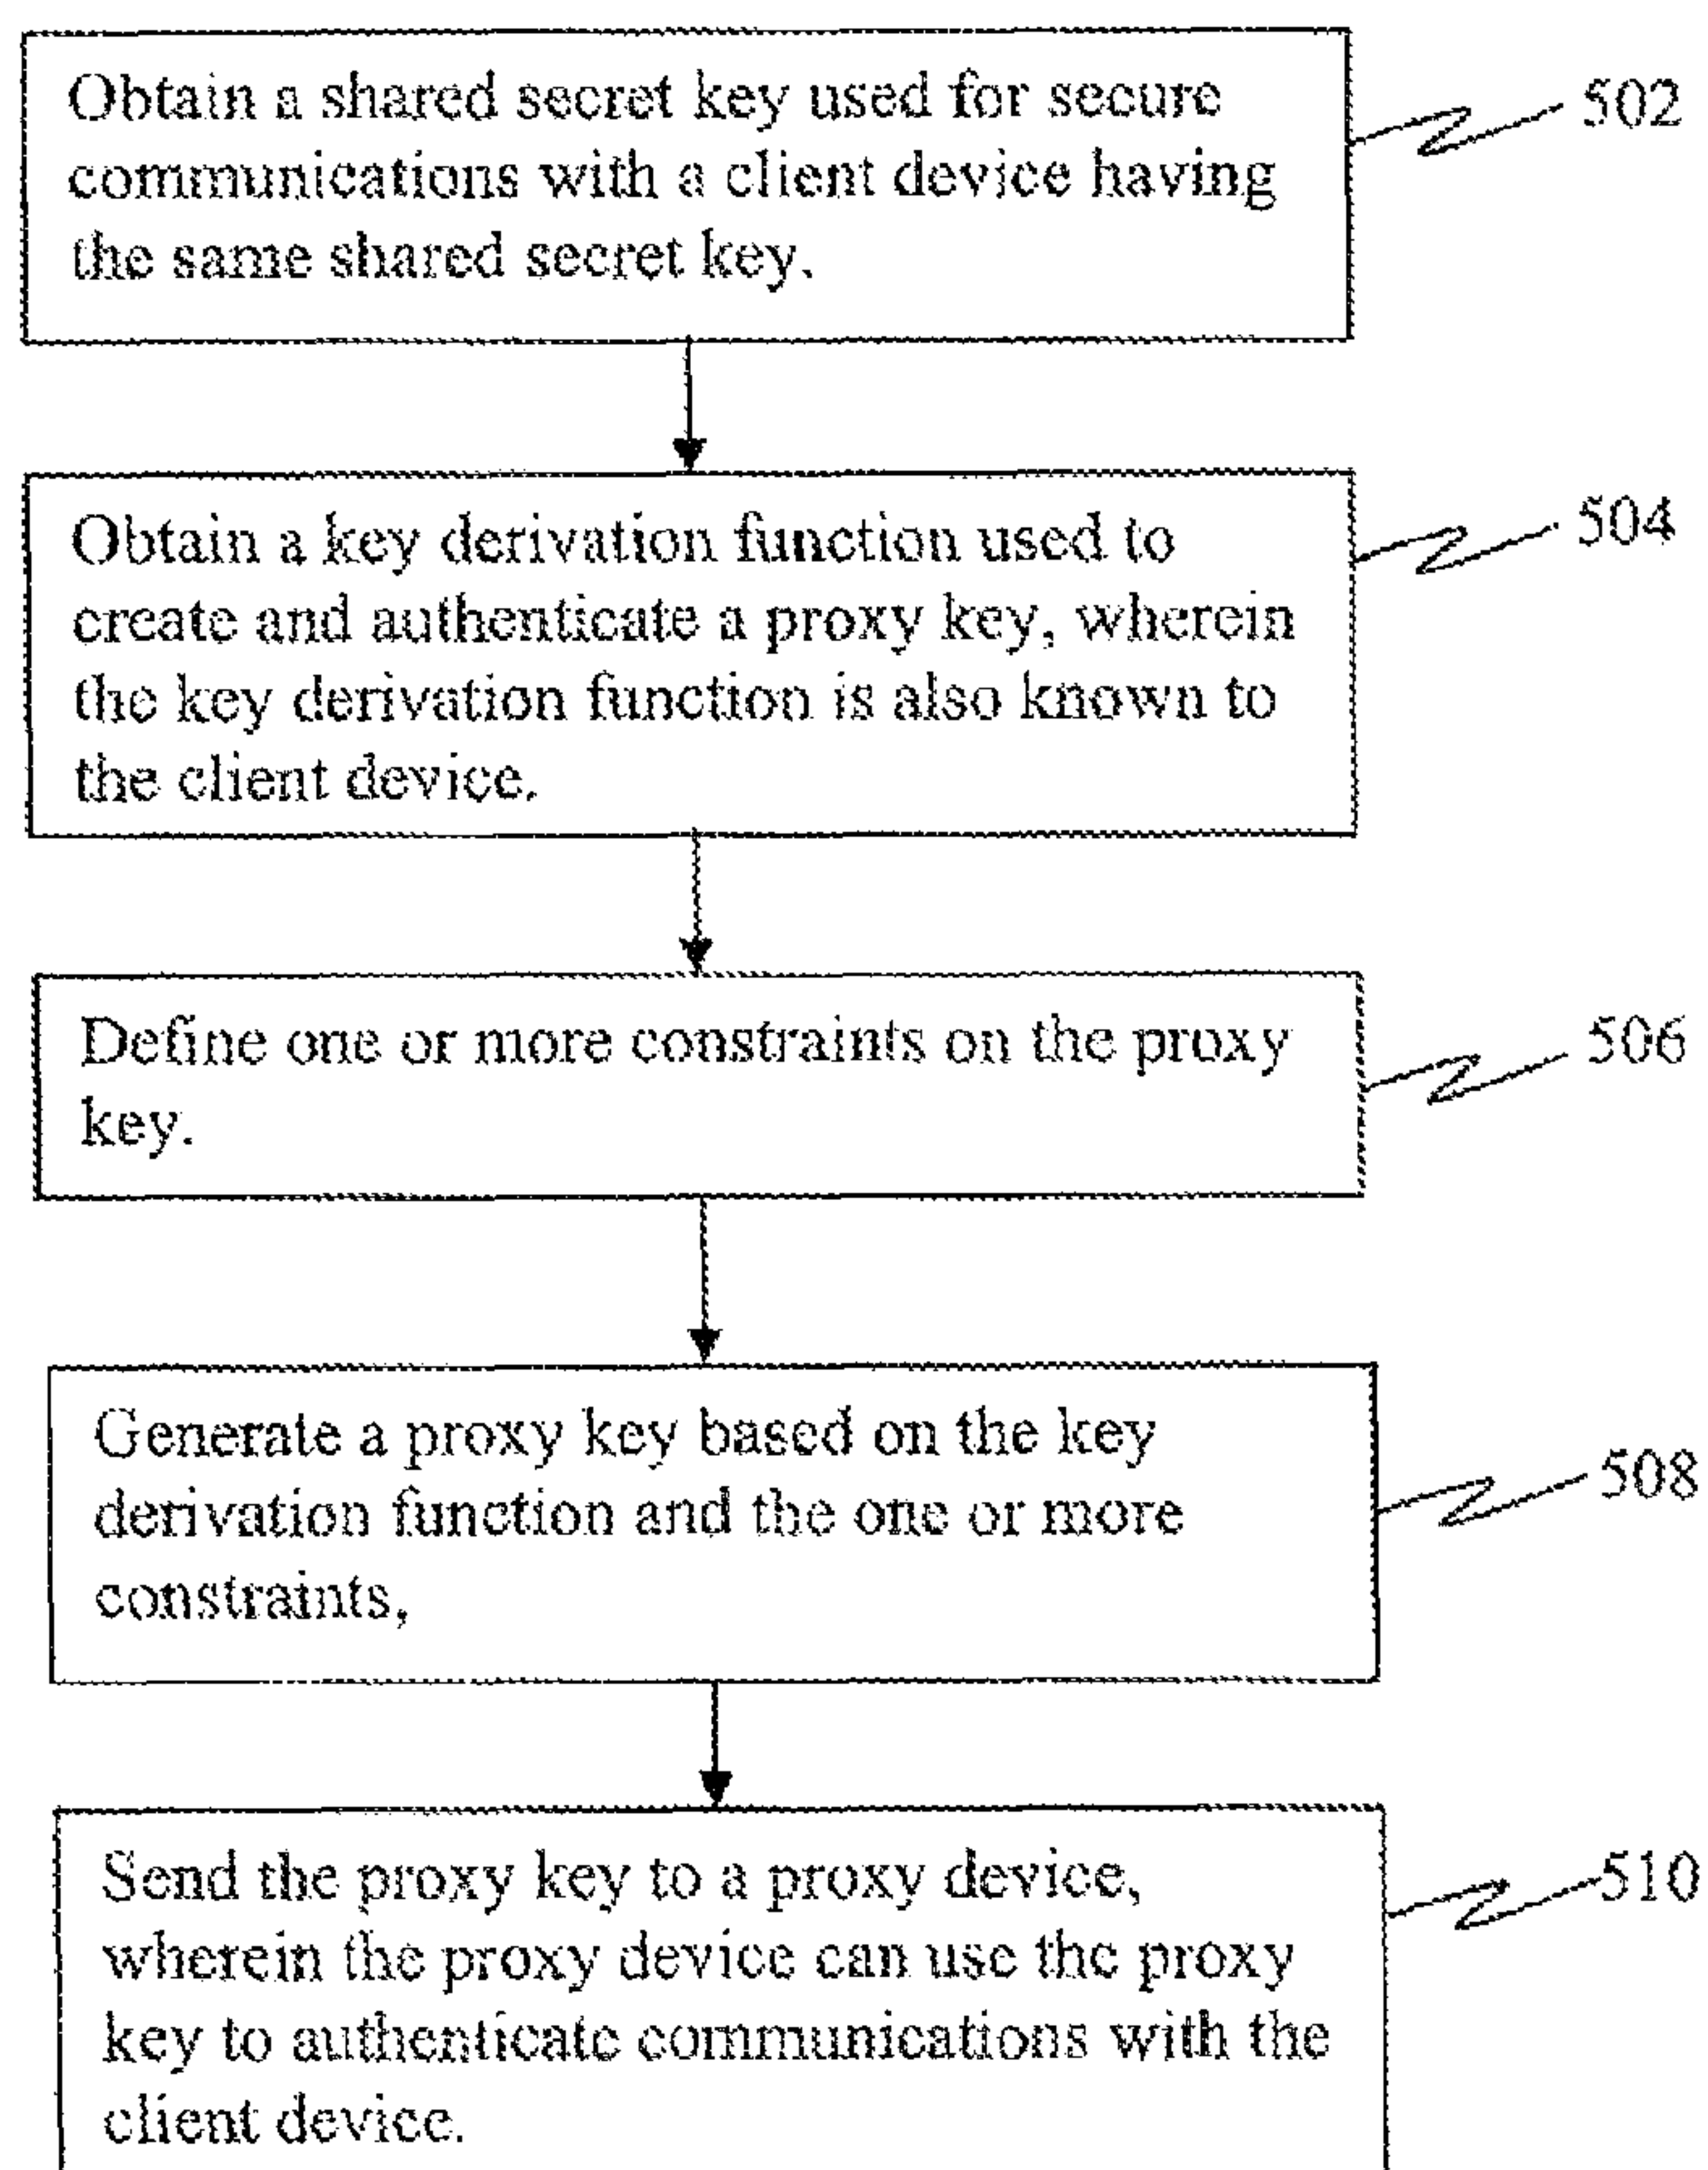 Obtain a shared secret key used for secure
502
communications with a client device having
the same shared secret key.
Obtain a key derivation function used to
504
create and authenticate a proxy key, wherein
the key derivation function is also known to
the client device.
Define one or more constraints on the proxy
506
key.
Generate a proxy key based on the key
508
derivation function and the one or more
constraints,
Send the proxy key to a proxy device,
510
wherein the proxy device can use the proxy
key to authenticate communications with the
client device.